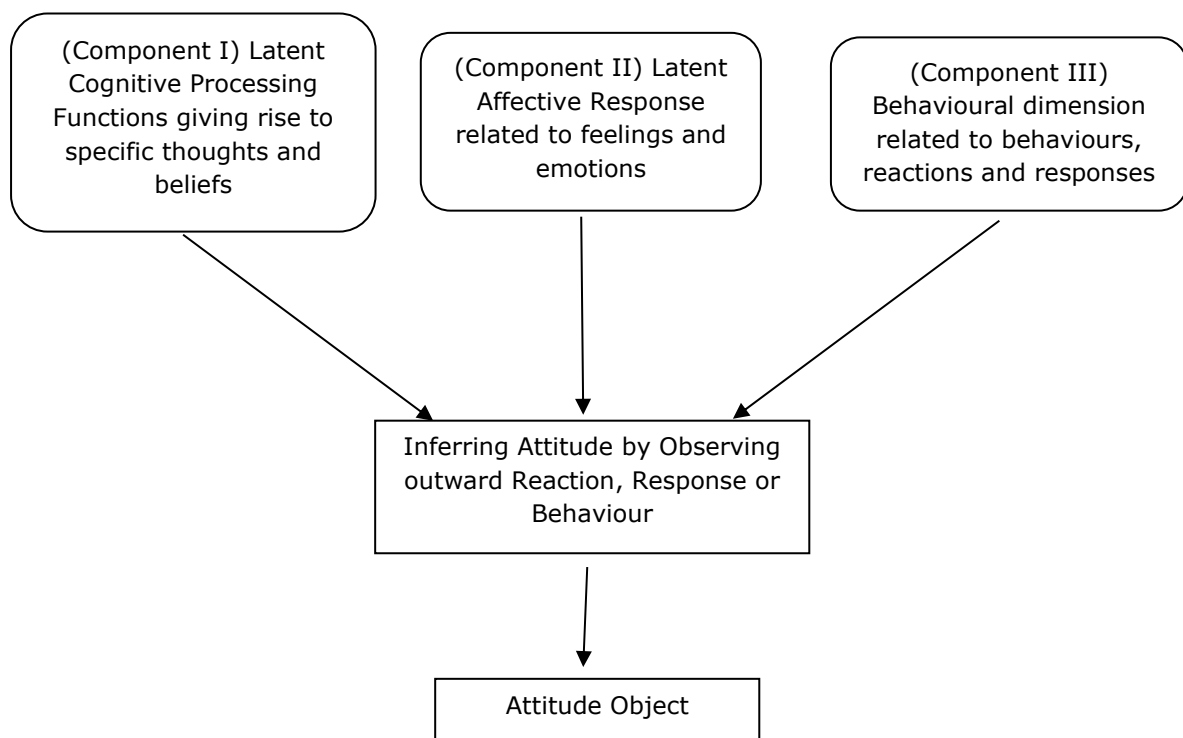 (Component I) Latent
Cognitive Processing
Functions giving rise to
specific thoughts and
beliefs
(Component II) Latent
Affective Response
related to feelings and
emotions
(Component III)
Behavioural dimension
related to behaviours,
reactions and responses
Inferring Attitude by Observing
outward Reaction, Response or
Behaviour
Attitude Object